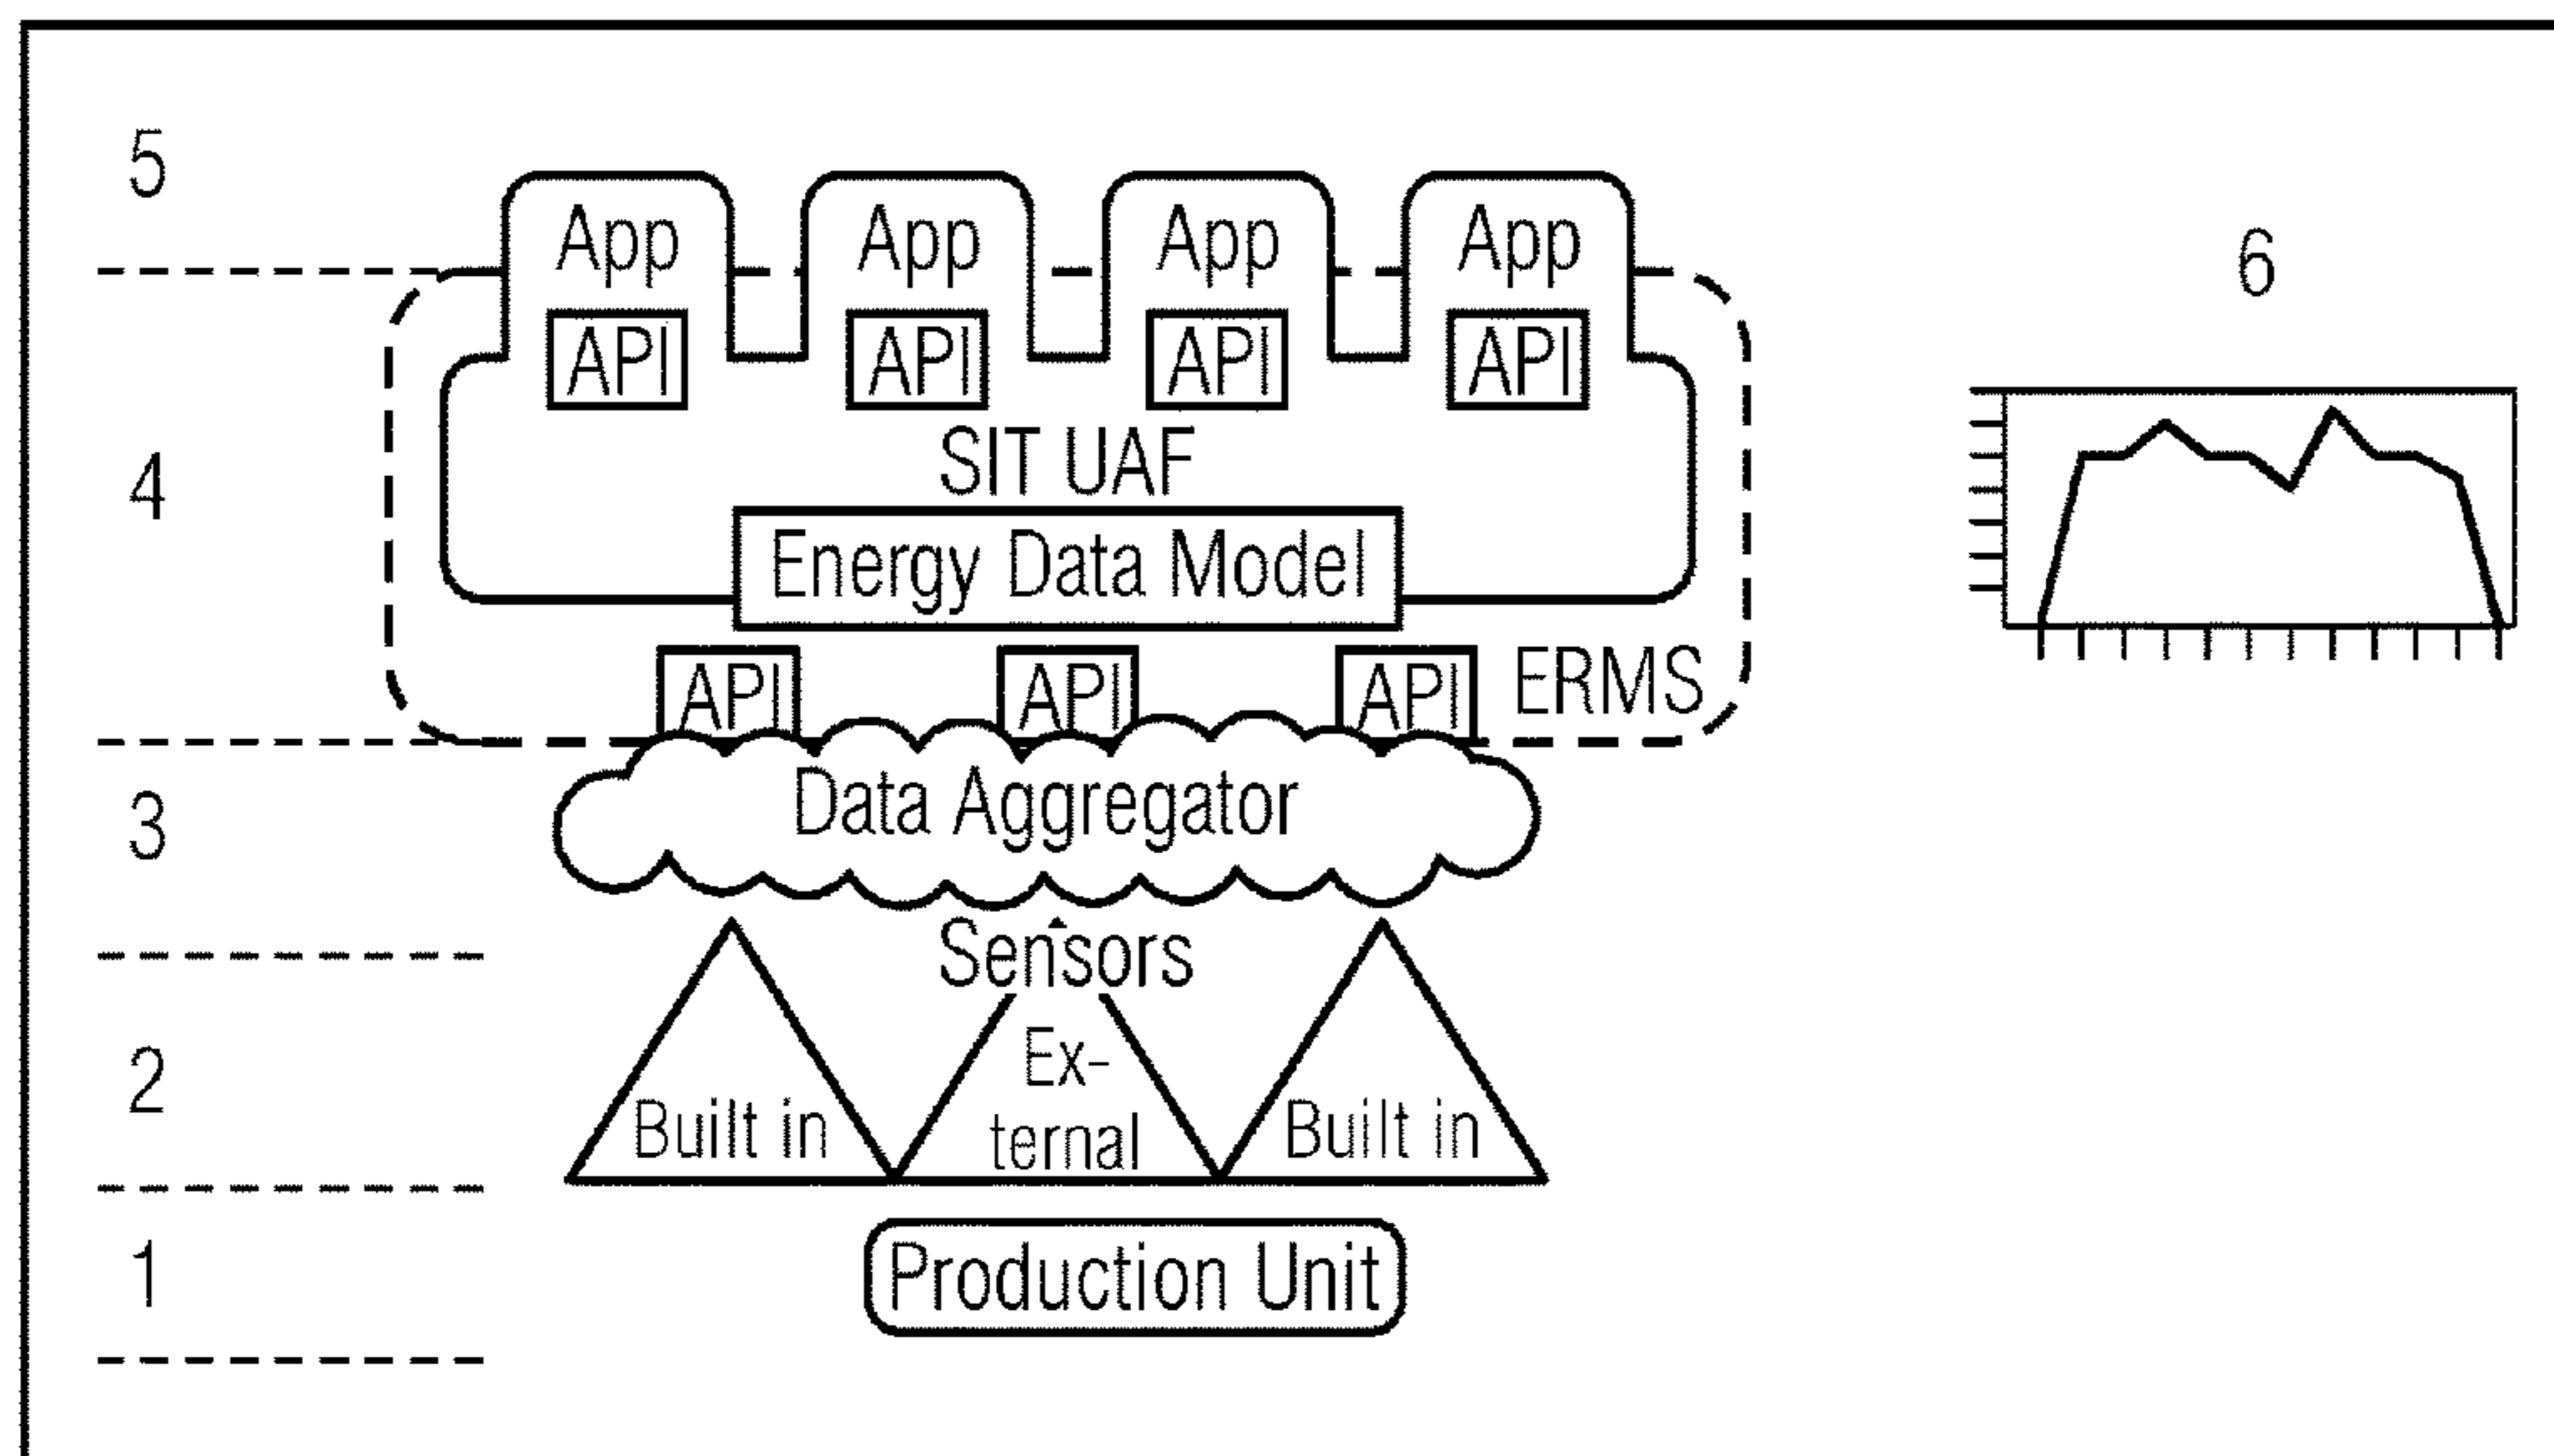 5
App App App App
6
API API API API
SIT UAF
4
Energy Data Model
API API API ERMS
Data Aggregator
3
Sensors
Ex-
2
Built in ternal Built in
1
Production Unit